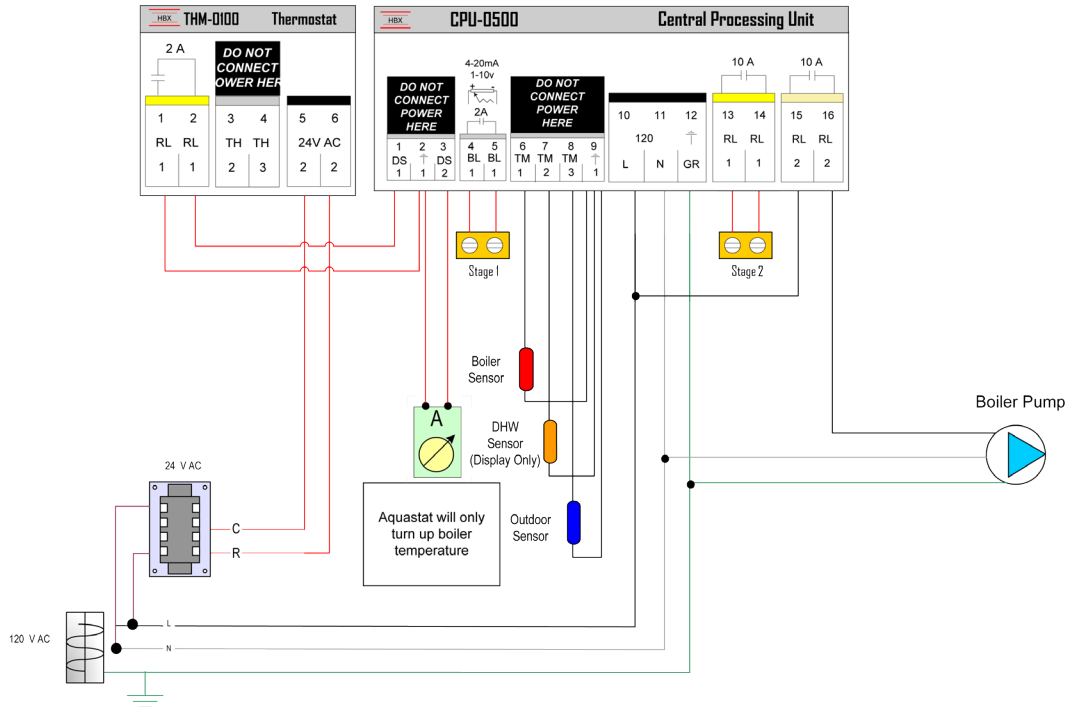 HBX THM-0100 Thermostat
2 A
DO NOT
CONNECT
OWER HER
1 2 3 4 5 6
RL RL TH TH 24V AC
1 1 2 3 2 2
HBX CPU-0500 Central Processing Unit
DO NOT
CONNECT
POWER
HERE
4-20mA
1-10v
+ -
2A
DO NOT
CONNECT
POWER
HERE
10 A
10 A
1 2 3
DS DS
1 1 2
4 5
BL BL
1 1
6 7 8 9
TM TM TM
1 2 3 1
10 11 12
120
L N GR
13 14
RL RL
1 1
15 16
RL RL
2 2
Stage 1
Stage 2
Boiler
Sensor
A
DHW
Sensor
(Display Only)
Boiler Pump
24 V AC
C
R
Aquastat will only
turn up boiler
temperature
Outdoor
Sensor
120 V AC
L
N